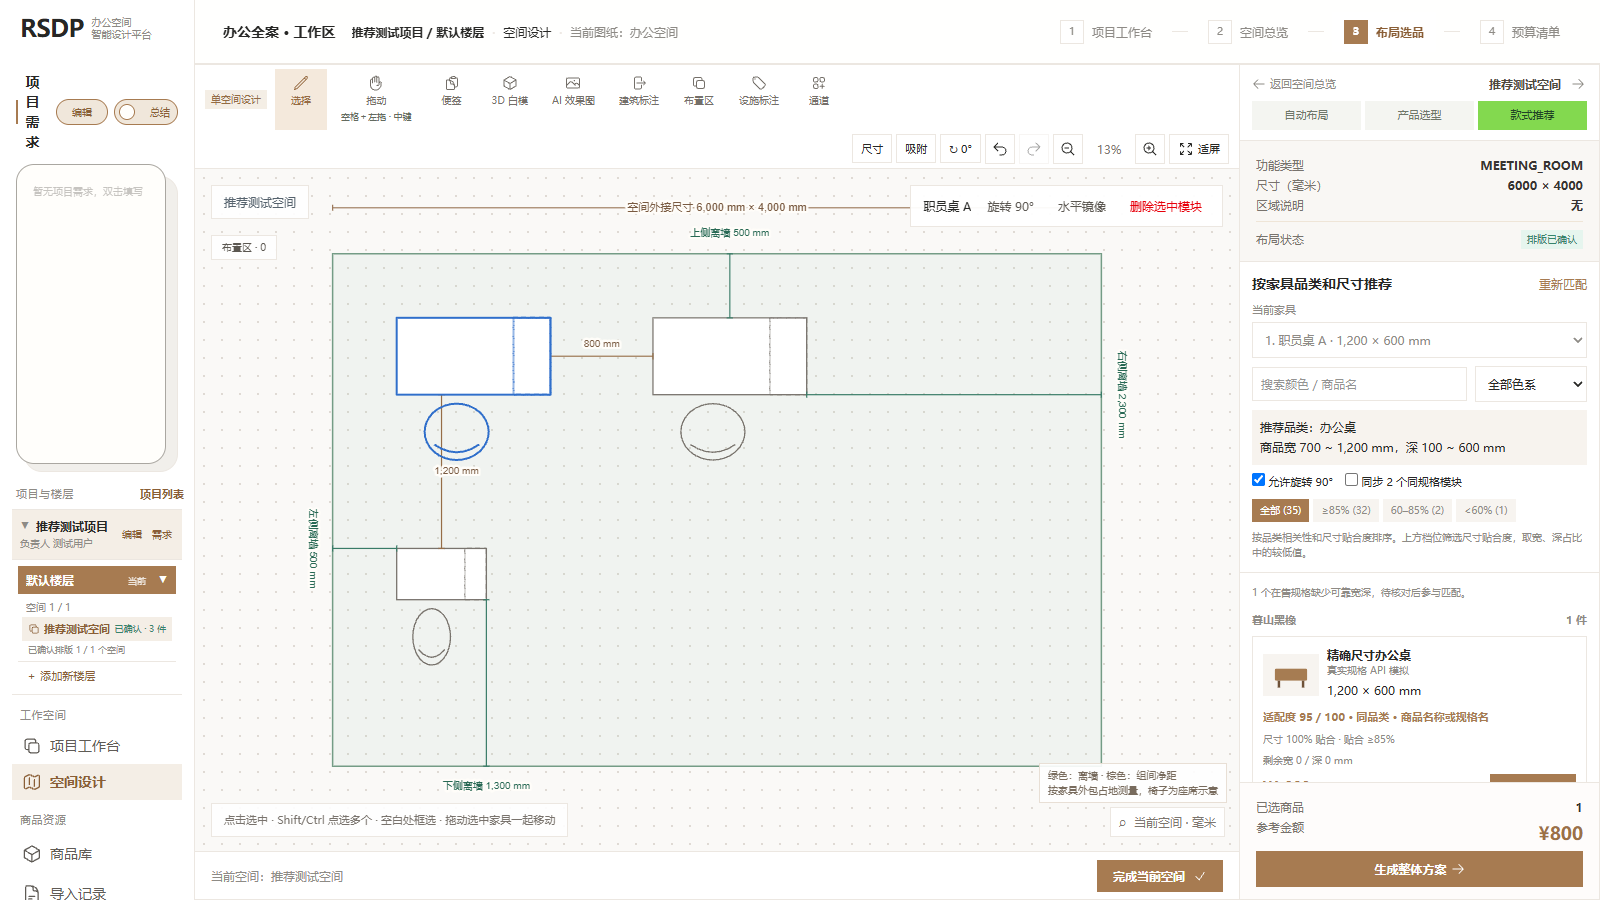 RSDP
办公空间
智能设计平台
办公全案 • 工作区
推荐测试项目 / 默认楼层
空间设计
当前图纸：办公空间
1 项目工作台
2 空间总览
3 布局选品
4 预算清单
项目需求
编辑
总结
暂无项目需求，双击填写
项目与楼层
项目列表
▼ 推荐测试项目
编辑 需求
负责人 测试用户
默认楼层 当前 ▼
空间 1 / 1
推荐测试空间 已确认 · 3 件
已确认排版 1 / 1 个空间
+ 添加新楼层
工作空间
项目工作台
空间设计
商品资源
商品库
导入记录
单空间设计
选择
拖动
空格+左拖 · 中键
便签
3D 白模
AI 效果图
建筑标注
布置区
设施标注
通道
尺寸
吸附
↻ 0°
13%
适屏
推荐测试空间
布置区 · 0
空间外接尺寸 6,000 mm × 4,000 mm
职员桌 A
旋转 90°
水平镜像
删除选中模块
上侧离墙 500 mm
800 mm
右侧离墙 2,300 mm
1,200 mm
左侧离墙 500 mm
下侧离墙 1,300 mm
绿色：离墙 · 棕色：组间净距
按家具外包占地测量，椅子为座席示意
点击选中 · Shift/Ctrl 点选多个 · 空白处框选 · 拖动选中家具一起移动
当前空间 · 毫米
当前空间：推荐测试空间
完成当前空间
返回空间总览
推荐测试空间
自动布局
产品选型
款式推荐
功能类型 MEETING_ROOM
尺寸（毫米） 6000 × 4000
区域说明 无
布局状态 排版已确认
按家具品类和尺寸推荐
重新匹配
当前家具
1. 职员桌 A · 1,200 × 600 mm
搜索颜色 / 商品名
全部色系
推荐品类：办公桌
商品宽 700 ~ 1,200 mm，深 100 ~ 600 mm
允许旋转 90°
同步 2 个同规格模块
全部 (35)
≥85% (32)
60–85% (2)
<60% (1)
按品类相关性和尺寸贴合度排序。上方档位筛选尺寸贴合度，取宽、深占比中的较低值。
1 个在售规格缺少可靠宽深，待核对后参与匹配。
春山黑橡 1 件
精确尺寸办公桌
真实规格 API 模拟
1,200 × 600 mm
适配度 95 / 100 • 同品类 • 商品名称或规格名
尺寸 100% 贴合 · 贴合 ≥85%
剩余宽 0 / 深 0 mm
已选商品 1
参考金额 ¥800
生成整体方案 →